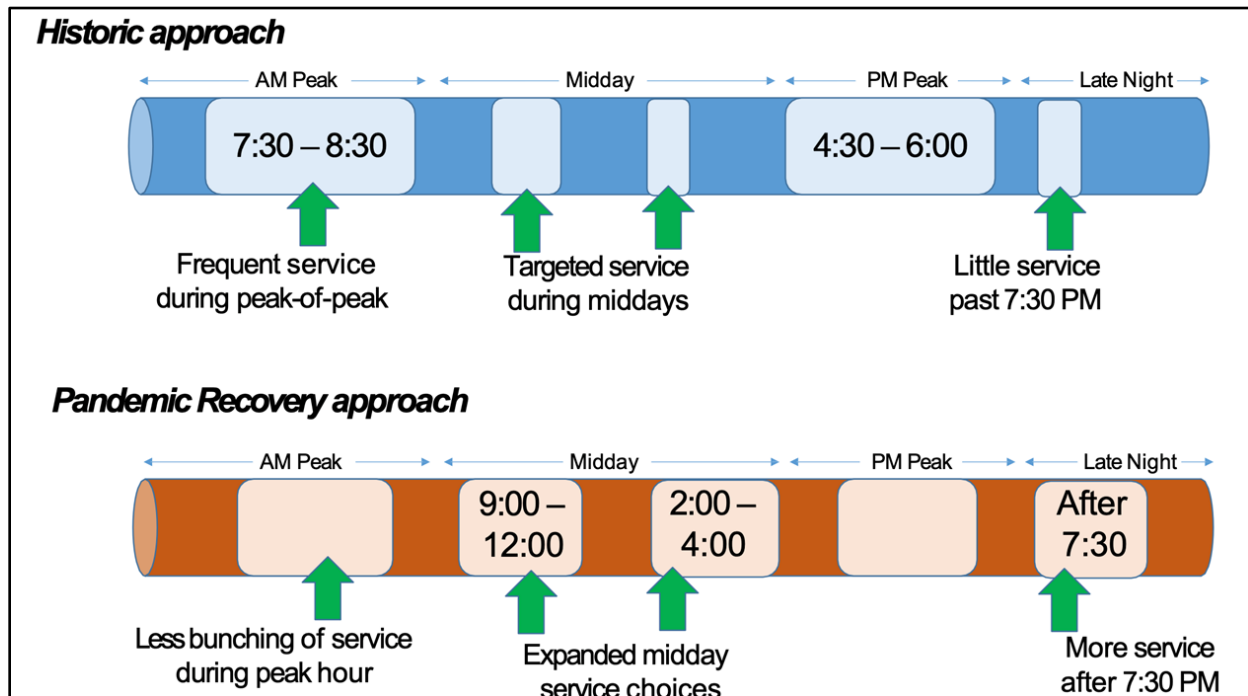 Historic approach
AM Peak
Midday
PM Peak
Late Night
7:30 – 8:30
4:30 – 6:00
Frequent service
during peak-of-peak
Targeted service
during middays
Little service
past 7:30 PM
Pandemic Recovery approach
AM Peak
Midday
PM Peak
Late Night
9:00 –
12:00
2:00 –
4:00
After
7:30
Less bunching of service
during peak hour
Expanded midday
service choices
More service
after 7:30 PM